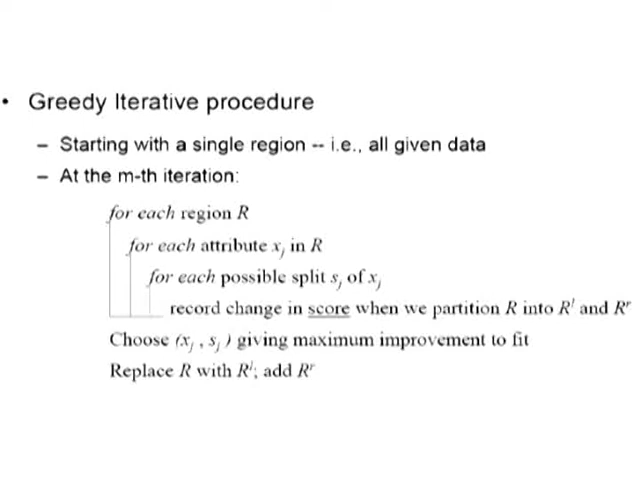 • Greedy Iterative procedure
– Starting with a single region -- i.e., all given data
– At the m-th iteration:
for each region R
for each attribute xⱼ in R
for each possible split sⱼ of xⱼ
record change in score when we partition R into Rˡ and Rʳ
Choose (xⱼ , sⱼ ) giving maximum improvement to fit
Replace R with Rˡ; add Rʳ